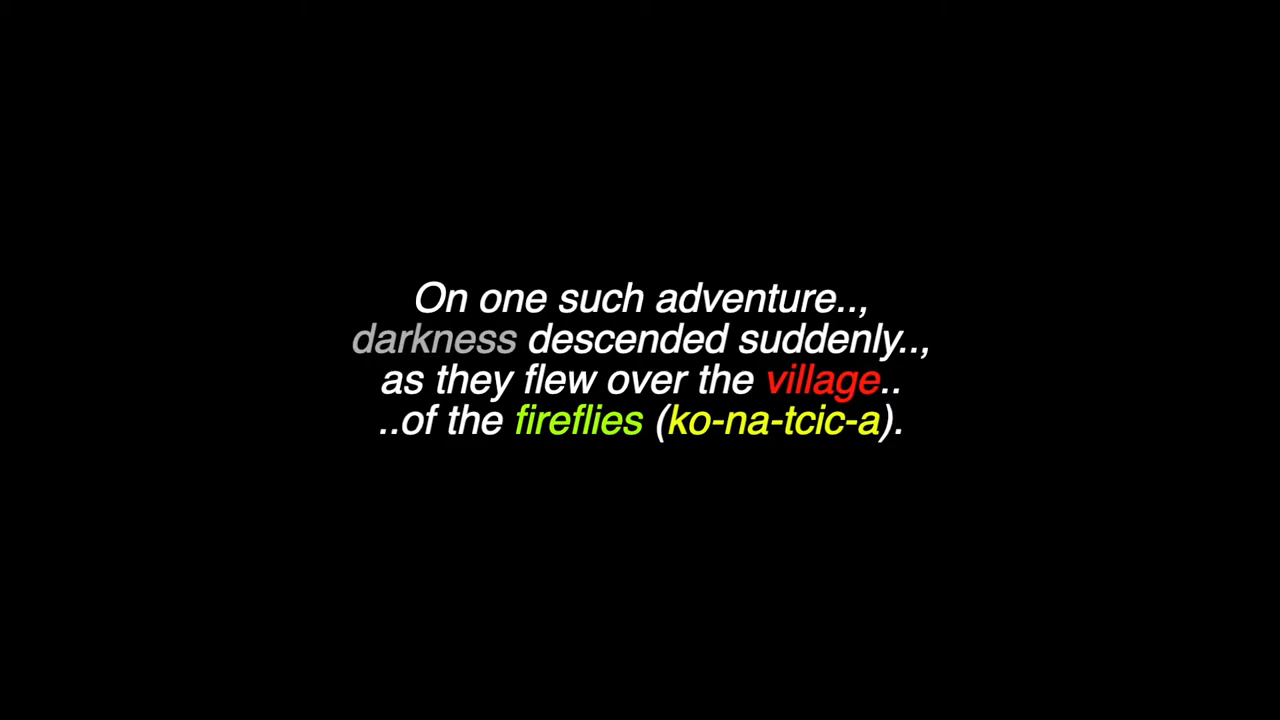 On one such adventure..,
darkness descended suddenly..,
as they flew over the village..
..of the fireflies (ko-na-tcic-a).